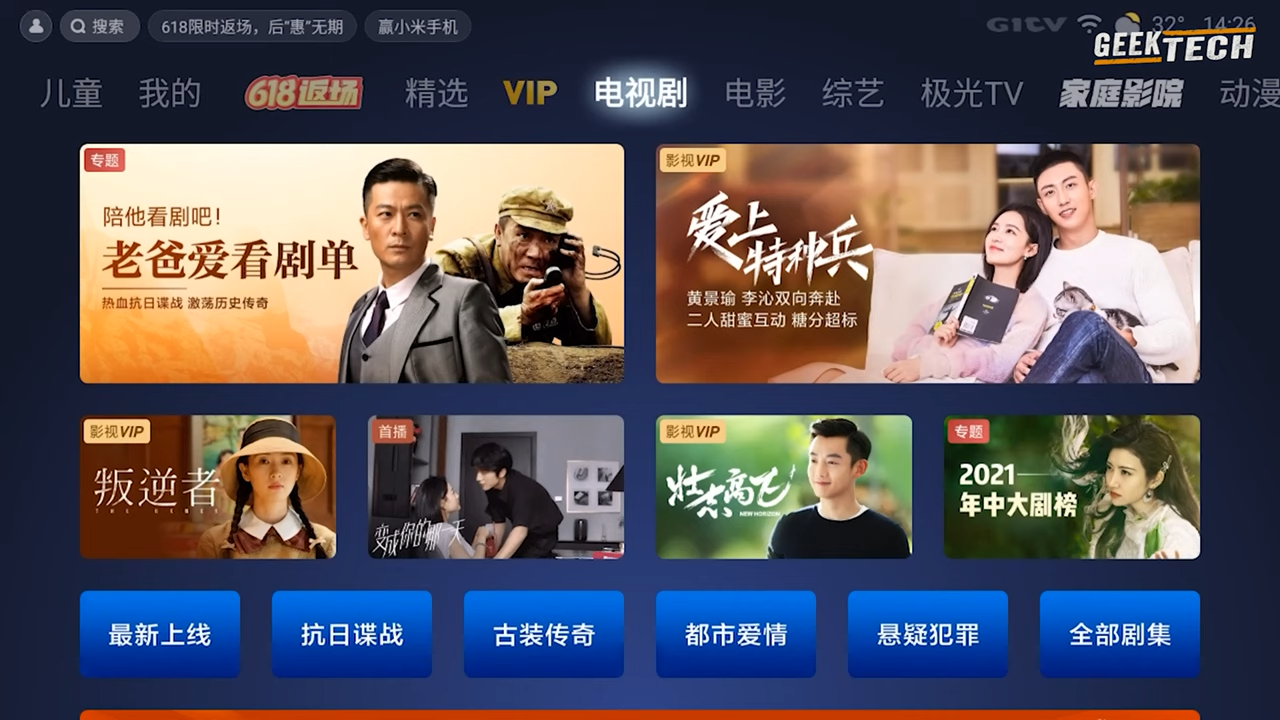 搜索
618限时返场，后“惠”无期
赢小米手机
GITV
32°
14:26
GEEKTECH
儿童
我的
618返场
精选
VIP
电视剧
电影
综艺
极光TV
家庭影院
动漫
专题
陪他看剧吧！
老爸爱看剧单
热血抗日谍战 激荡历史传奇
影视VIP
爱上特种兵
黄景瑜 李沁双向奔赴
二人甜蜜互动 糖分超标
影视VIP
叛逆者
THE REBEL
首播
变成你的那一天
影视VIP
壮志高飞
NEW HORIZON
专题
2021
年中大剧榜
最新上线
抗日谍战
古装传奇
都市爱情
悬疑犯罪
全部剧集